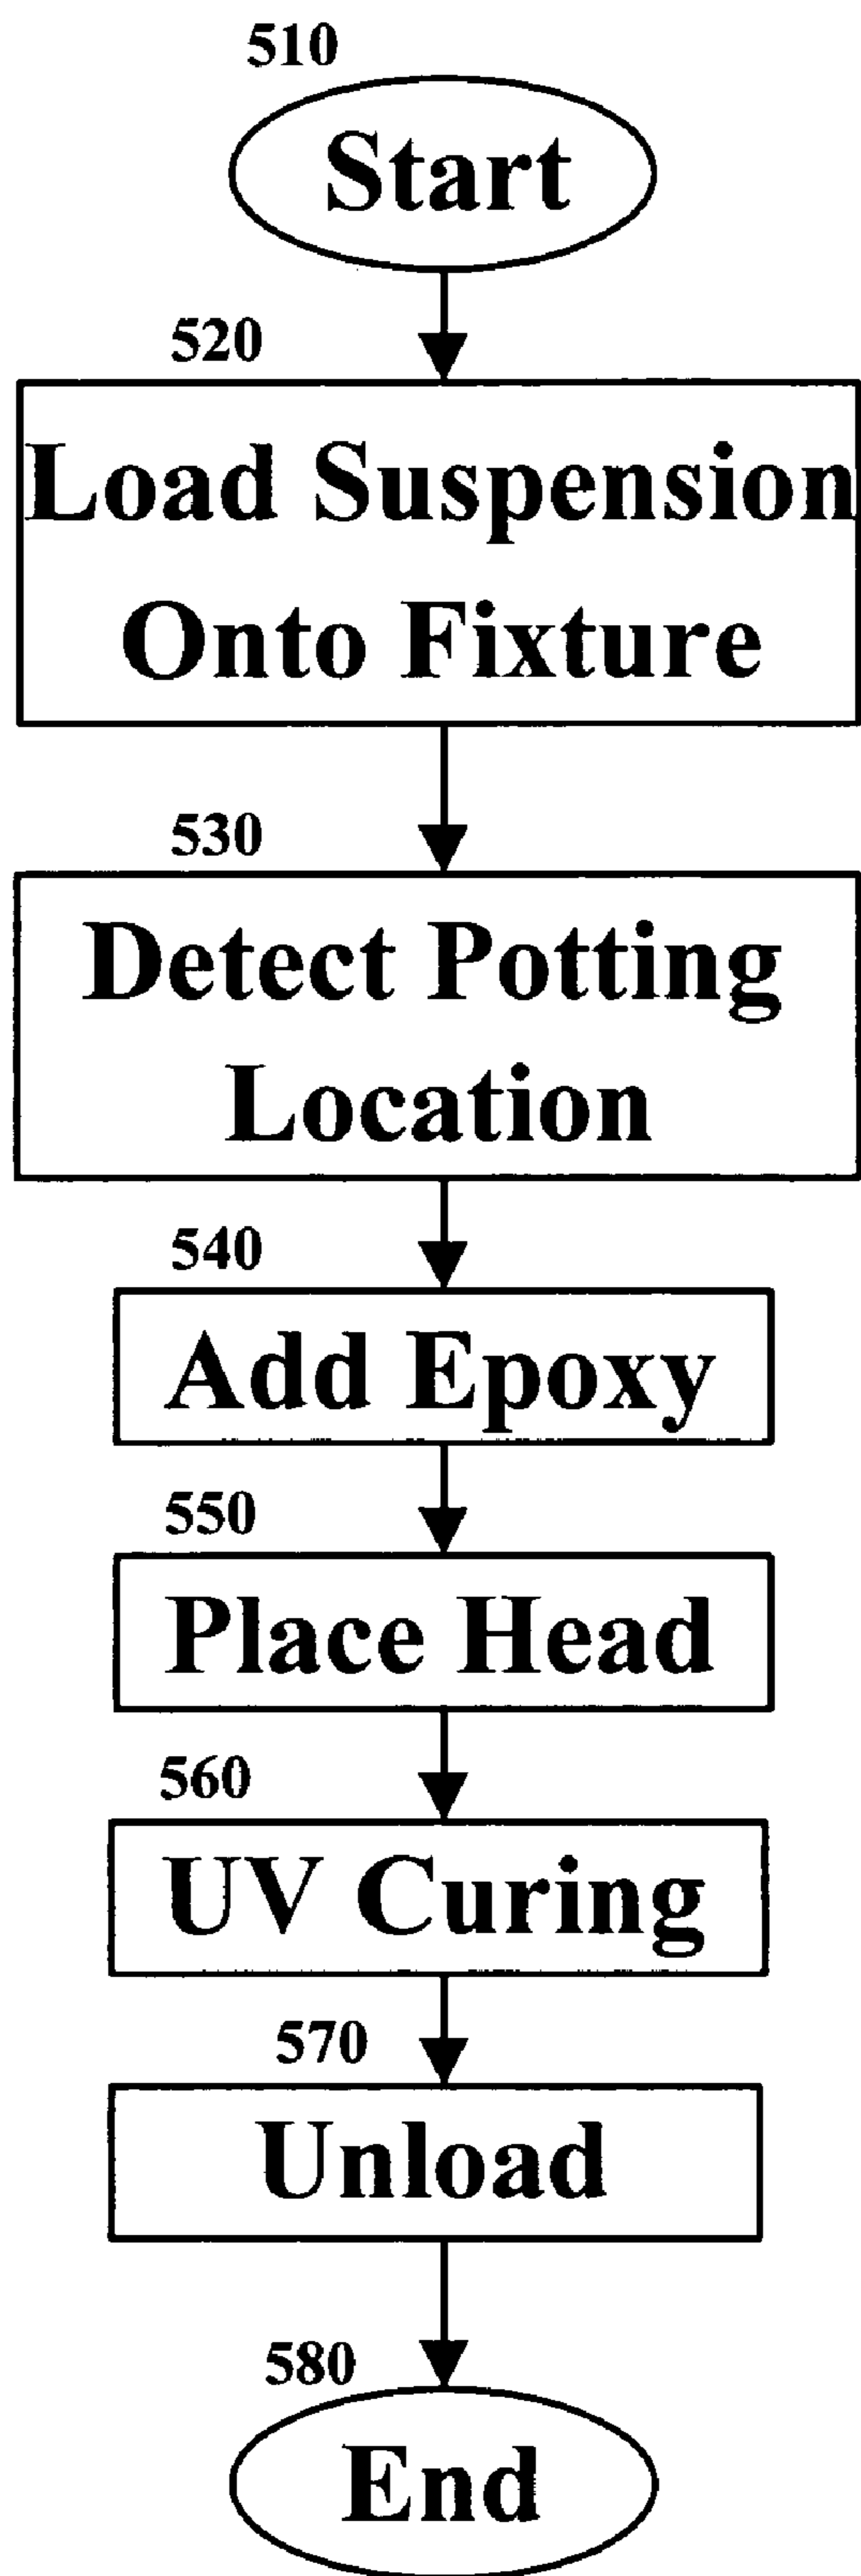 510
Start
520
Load Suspension
Onto Fixture
530
Detect Potting
Location
540
Add Epoxy
550
Place Head
560
UV Curing
570
Unload
580
End